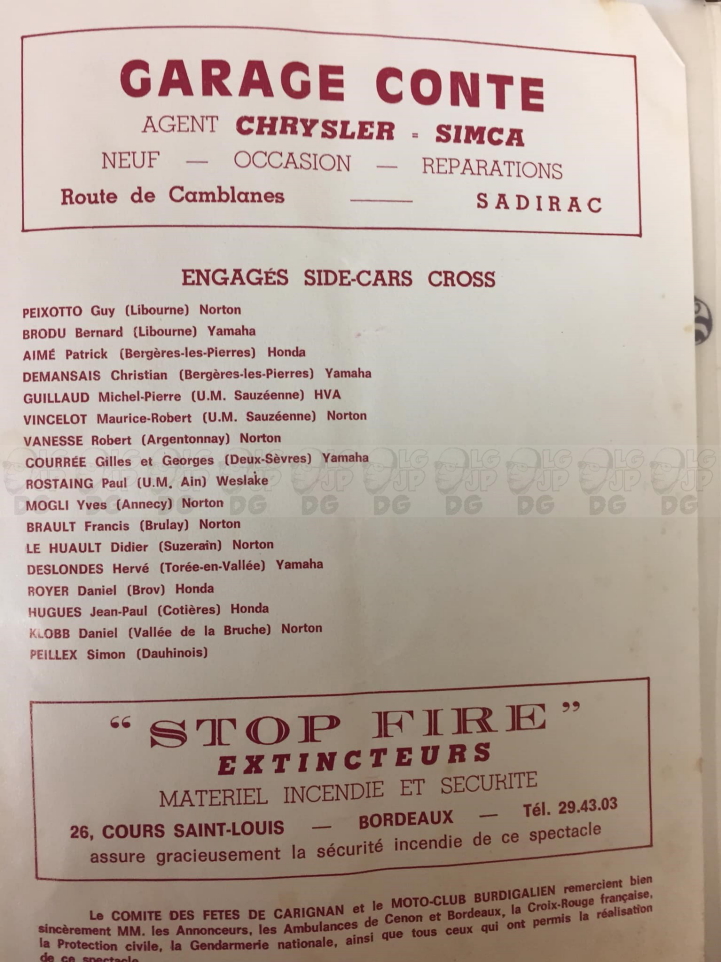 GARAGE CONTE
AGENT CHRYSLER = SIMCA
NEUF — OCCASION — REPARATIONS
Route de Camblanes — SADIRAC
ENGAGÉS SIDE-CARS CROSS
PEIXOTTO Guy (Libourne) Norton
BRODU Bernard (Libourne) Yamaha
AIMÉ Patrick (Bergères-les-Pierres) Honda
DEMANSAIS Christian (Bergères-les-Pierres) Yamaha
GUILLAUD Michel-Pierre (U.M. Sauzéenne) HVA
VINCELOT Maurice-Robert (U.M. Sauzéenne) Norton
VANESSE Robert (Argentonnay) Norton
COURRÉE Gilles et Georges (Deux-Sèvres) Yamaha
ROSTAING Paul (U.M. Ain) Weslake
MOGLI Yves (Annecy) Norton
BRAULT Francis (Brulay) Norton
LE HUAULT Didier (Suzerain) Norton
DESLONDES Hervé (Torée-en-Vallée) Yamaha
ROYER Daniel (Brov) Honda
HUGUES Jean-Paul (Cotières) Honda
KLOBB Daniel (Vallée de la Bruche) Norton
PEILLEX Simon (Dauhinois)
“STOP FIRE”
EXTINCTEURS
MATERIEL INCENDIE ET SECURITE
26, COURS SAINT-LOUIS — BORDEAUX — Tél. 29.43.03
assure gracieusement la sécurité incendie de ce spectacle
Le COMITE DES FETES DE CARIGNAN et le MOTO-CLUB BURDIGALIEN remercient bien
sincèrement MM. les Annonceurs, les Ambulances de Cenon et Bordeaux, la Croix-Rouge française,
la Protection civile, la Gendarmerie nationale, ainsi que tous ceux qui ont permis la réalisation
de ce spectacle